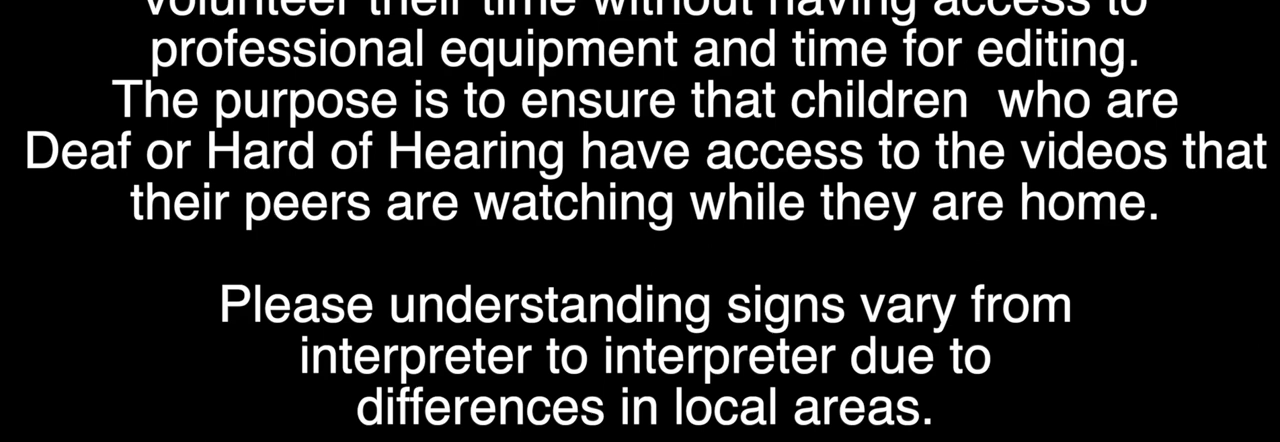 volunteer their time without having access to
professional equipment and time for editing.
The purpose is to ensure that children  who are
Deaf or Hard of Hearing have access to the videos that
their peers are watching while they are home.
Please understanding signs vary from
interpreter to interpreter due to
differences in local areas.